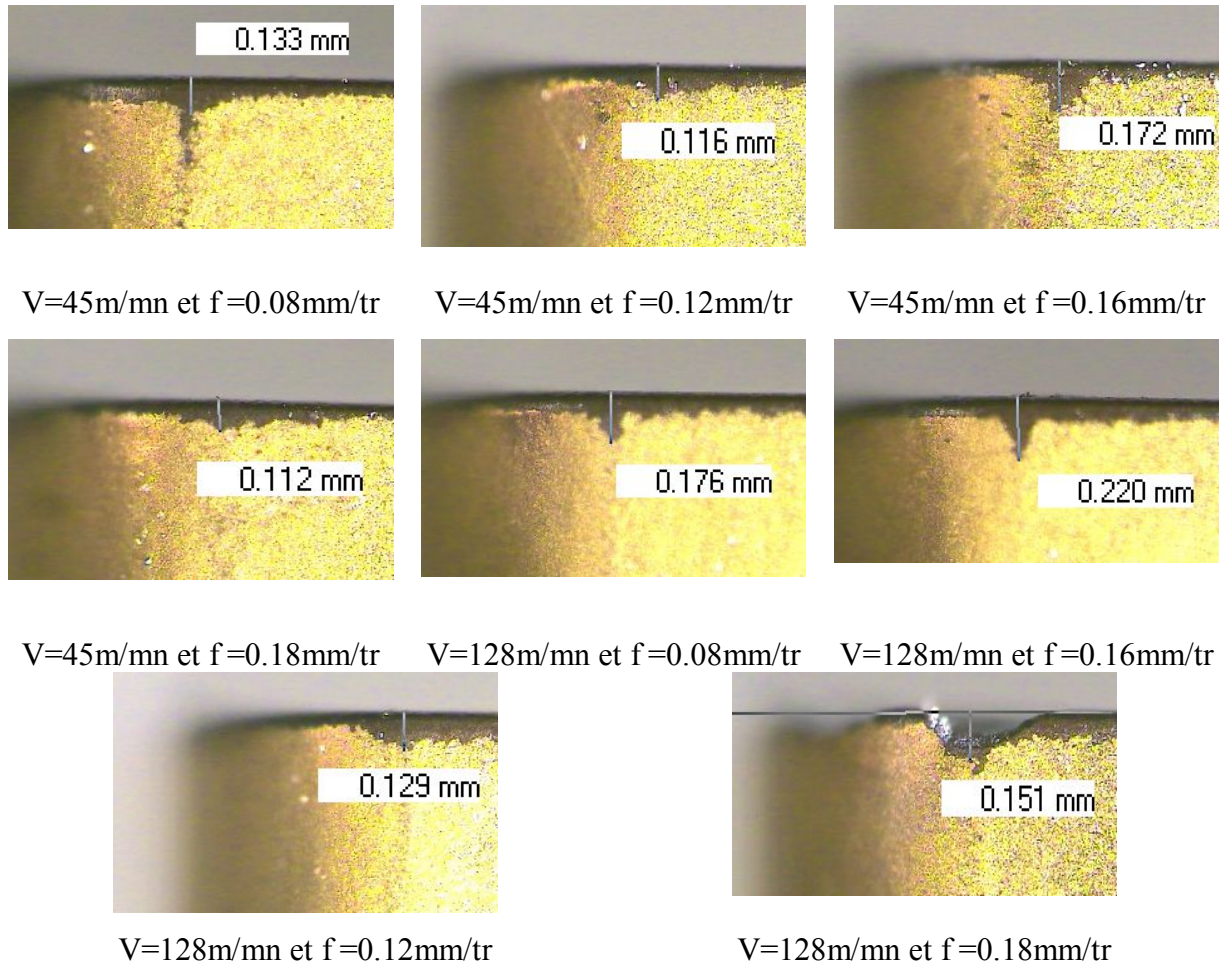 0.133 mm
0.116 mm
0.172 mm
V=45m/mn et f =0.08mm/tr
V=45m/mn et f =0.12mm/tr
V=45m/mn et f =0.16mm/tr
0.112 mm
0.176 mm
0.220 mm
V=45m/mn et f =0.18mm/tr
V=128m/mn et f =0.08mm/tr
V=128m/mn et f =0.16mm/tr
0.129 mm
0.151 mm
V=128m/mn et f =0.12mm/tr
V=128m/mn et f =0.18mm/tr